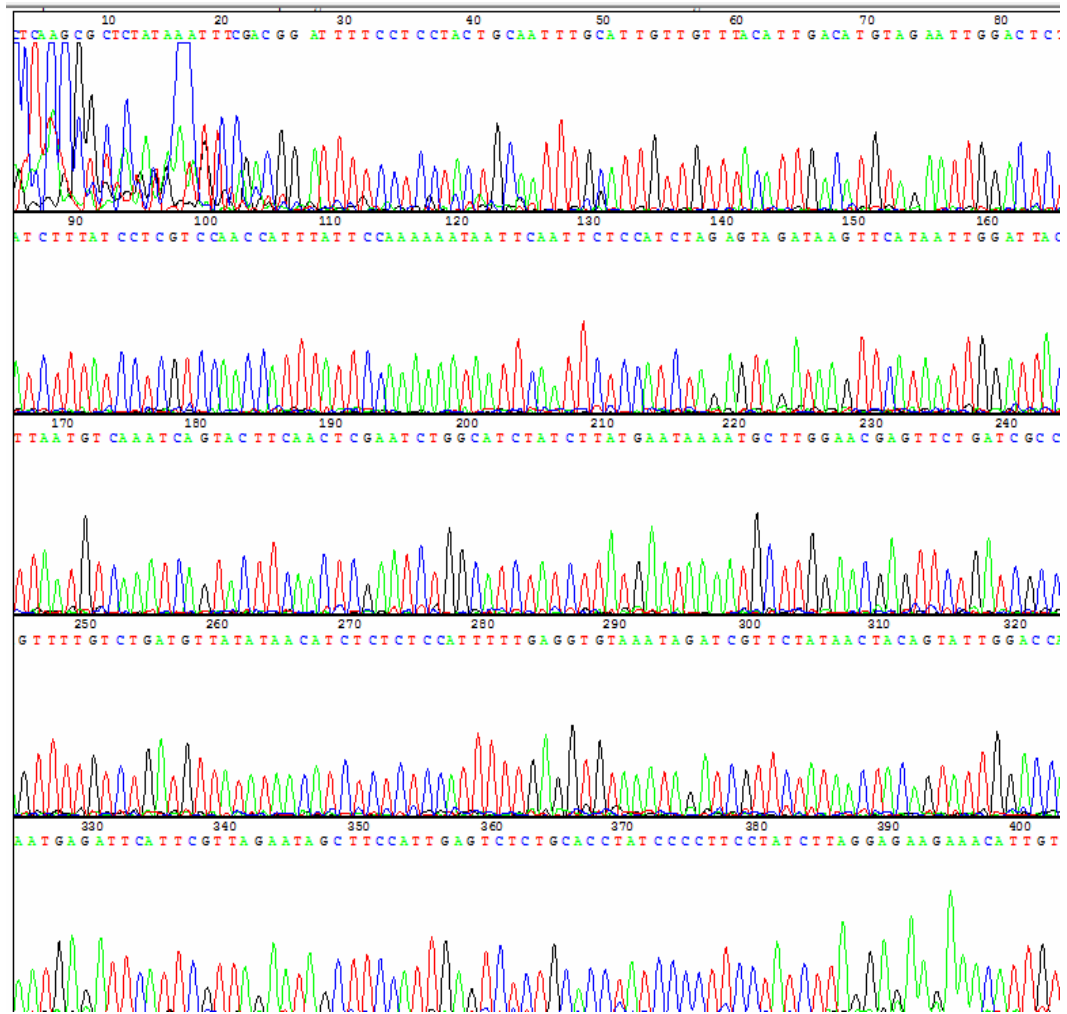 10 20 30 40 50 60 70 80
CTCAAGCGCTCTATAAATTTCGACGGATTTTCCTCCTACTGCAATTTGCATTGTTGTTTACATTGACATGTAGAATTGGACTCT
90 100 110 120 130 140 150 160
ATCTTTATCCTCGTCCAACCATTTATTCCAAAAAATAATTCAATTCTCCATCTAGAGTAGATAAGTTCATAATTGGATTAC
170 180 190 200 210 220 230 240
TTAATGTCAAATCAGTACTTCAACTCGAATCTGGCATCTATCTTATGAATAAAATGCTTGGAACGAGTTCTGATCGCC
250 260 270 280 290 300 310 320
GTTTTGTCTGATGTTATATAACATCTCTCTCCATTTTTGAGGTGTAAATAGATCGTTCTATAACTACAGTATTGGACCA
330 340 350 360 370 380 390 400
AATGAGATTCATTCGTTAGAATAGCTTCCATTGAGTCTCTGCACCTATCCCCTTCCTATCTTAGGAGAAGAAACATTGT